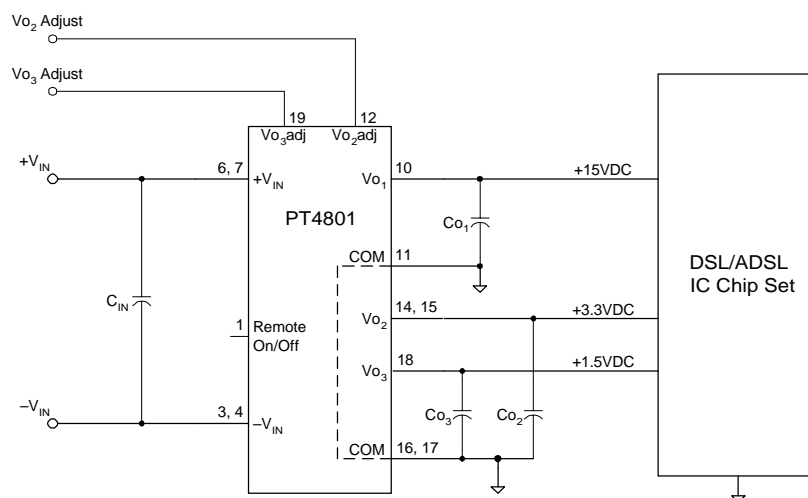 Vo2 Adjust
Vo3 Adjust
19
12
Vo3adj
Vo2adj
+VIN
6, 7
+VIN
Vo1
10
+15VDC
PT4801
Co1
COM
11
DSL/ADSL
IC Chip Set
CIN
1
Remote
On/Off
Vo2
14, 15
+3.3VDC
Vo3
18
+1.5VDC
Co3
Co2
–VIN
3, 4
–VIN
COM
16, 17